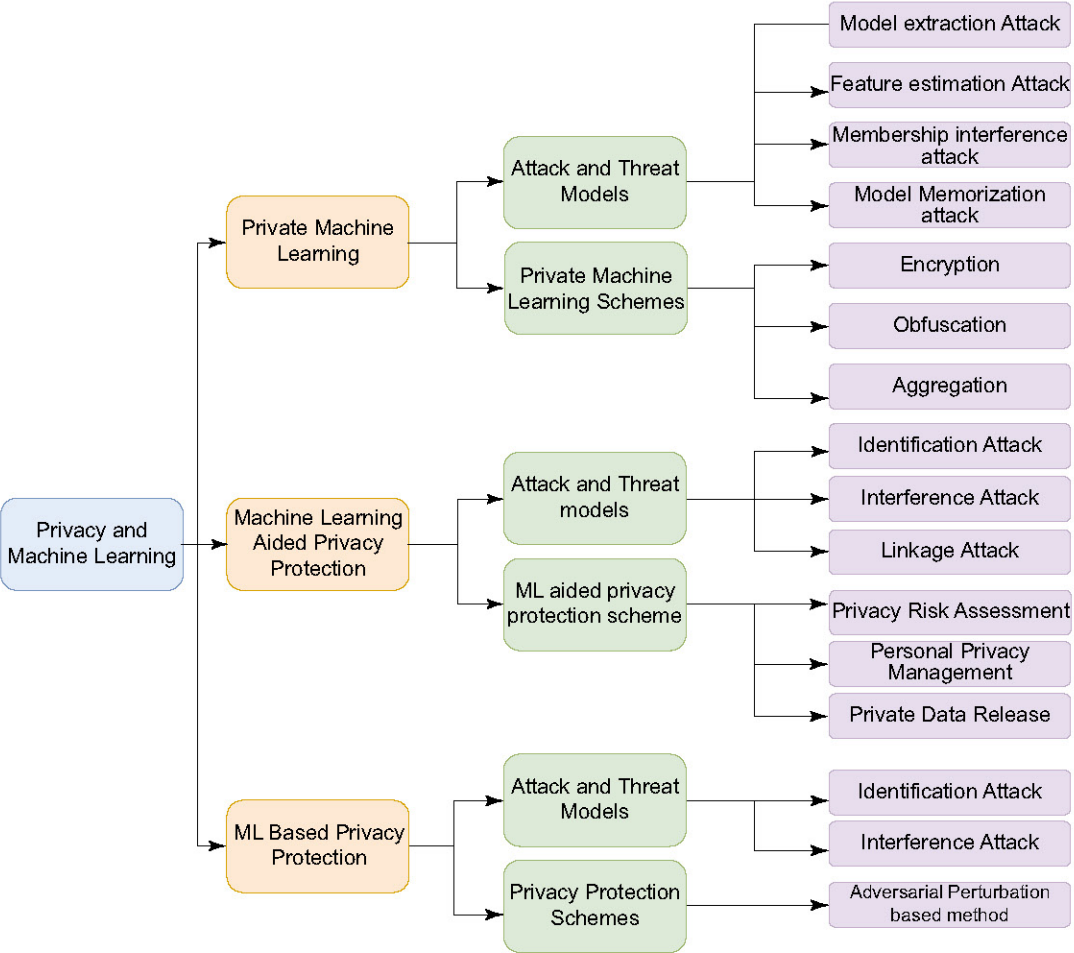 Privacy and
Machine Learning
Private Machine
Learning
Attack and Threat
Models
Model extraction Attack
Feature estimation Attack
Membership interference
attack
Model Memorization
attack
Private Machine
Learning Schemes
Encryption
Obfuscation
Aggregation
Machine Learning
Aided Privacy
Protection
Attack and Threat
models
Identification Attack
Interference Attack
Linkage Attack
ML aided privacy
protection scheme
Privacy Risk Assessment
Personal Privacy
Management
Private Data Release
ML Based Privacy
Protection
Attack and Threat
Models
Identification Attack
Interference Attack
Privacy Protection
Schemes
Adversarial Perturbation
based method